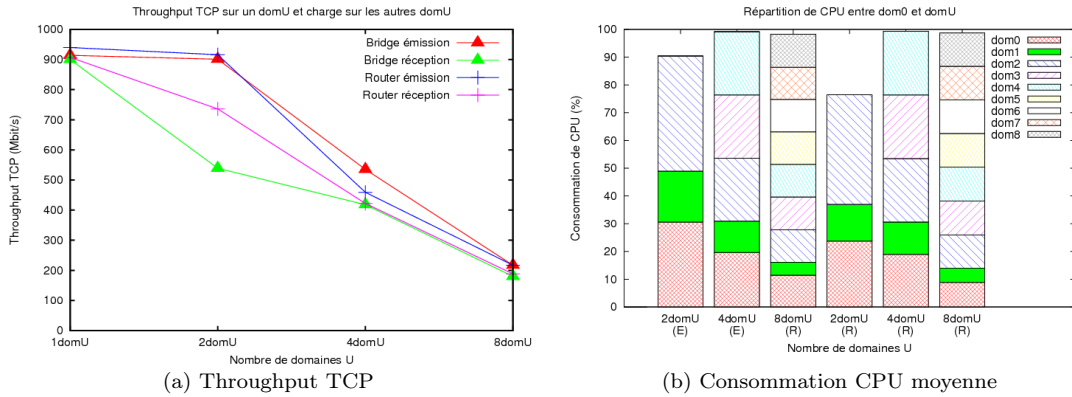 Throughput TCP sur un domU et charge sur les autres domU
Throughput TCP (Mbit/s)
1000
900
800
700
600
500
400
300
200
100
0
Bridge émission
Bridge réception
Router émission
Router réception
1domU
2domU
4domU
8domU
Nombre de domaines U
(a) Throughput TCP
Répartition de CPU entre dom0 et domU
Consommation de CPU (%)
100
90
80
70
60
50
40
30
20
10
0
dom0
dom1
dom2
dom3
dom4
dom5
dom6
dom7
dom8
2domU 4domU 8domU 2domU 4domU 8domU
(E) (E) (R) (R) (R) (R)
Nombre de domaines U
(b) Consommation CPU moyenne